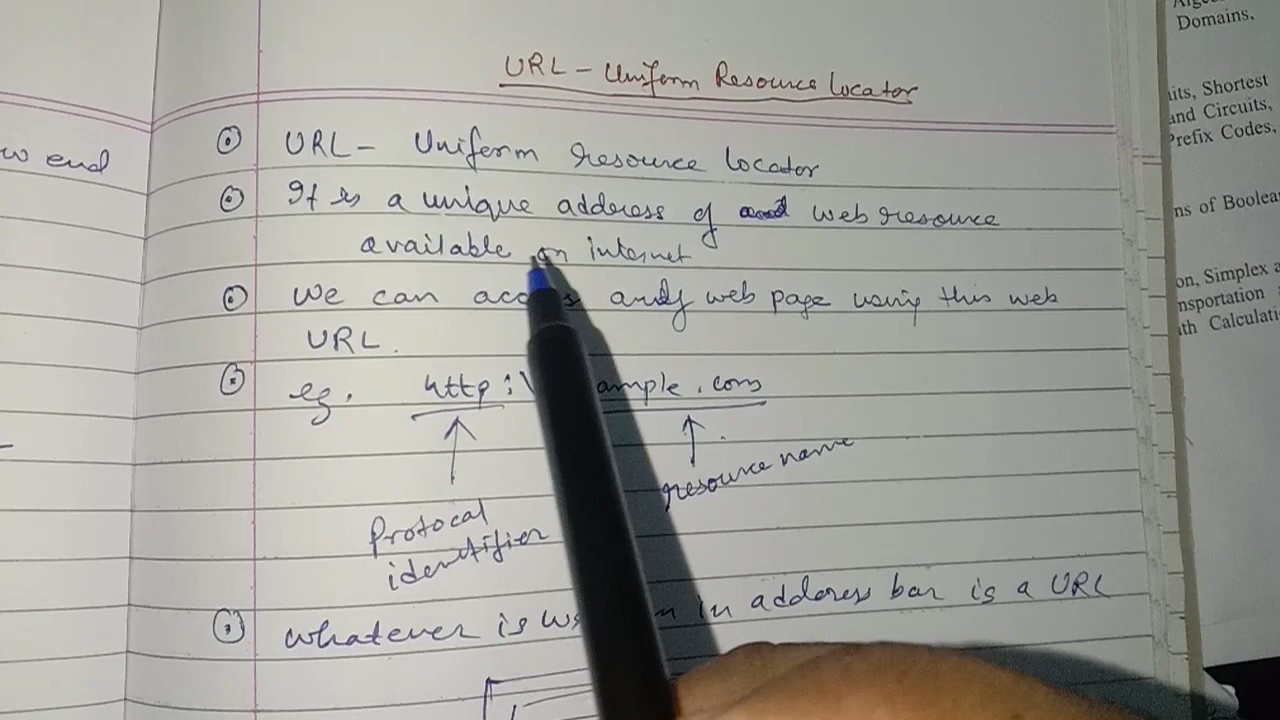 URL - Uniform Resource Locator
URL - Uniform resource locator
It is a unique address of web resource
available on internet
We can access any web page using this web
URL.
eg. http:\ ample.com
resource name
Protocal
identifier
whatever is in address bar is a URL
w end
Domains,
its, Shortest
and Circuits,
Prefix Codes,
ns of Boolea
on, Simplex a
nsportation
th Calculati